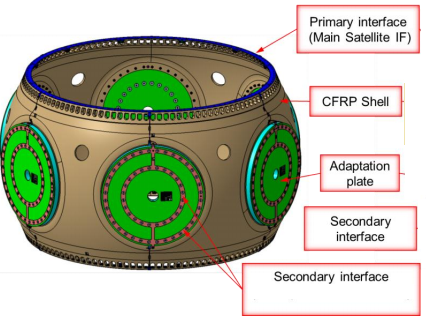 Primary interface
(Main Satellite IF)
CFRP Shell
Adaptation
plate
Secondary
interface
Secondary interface